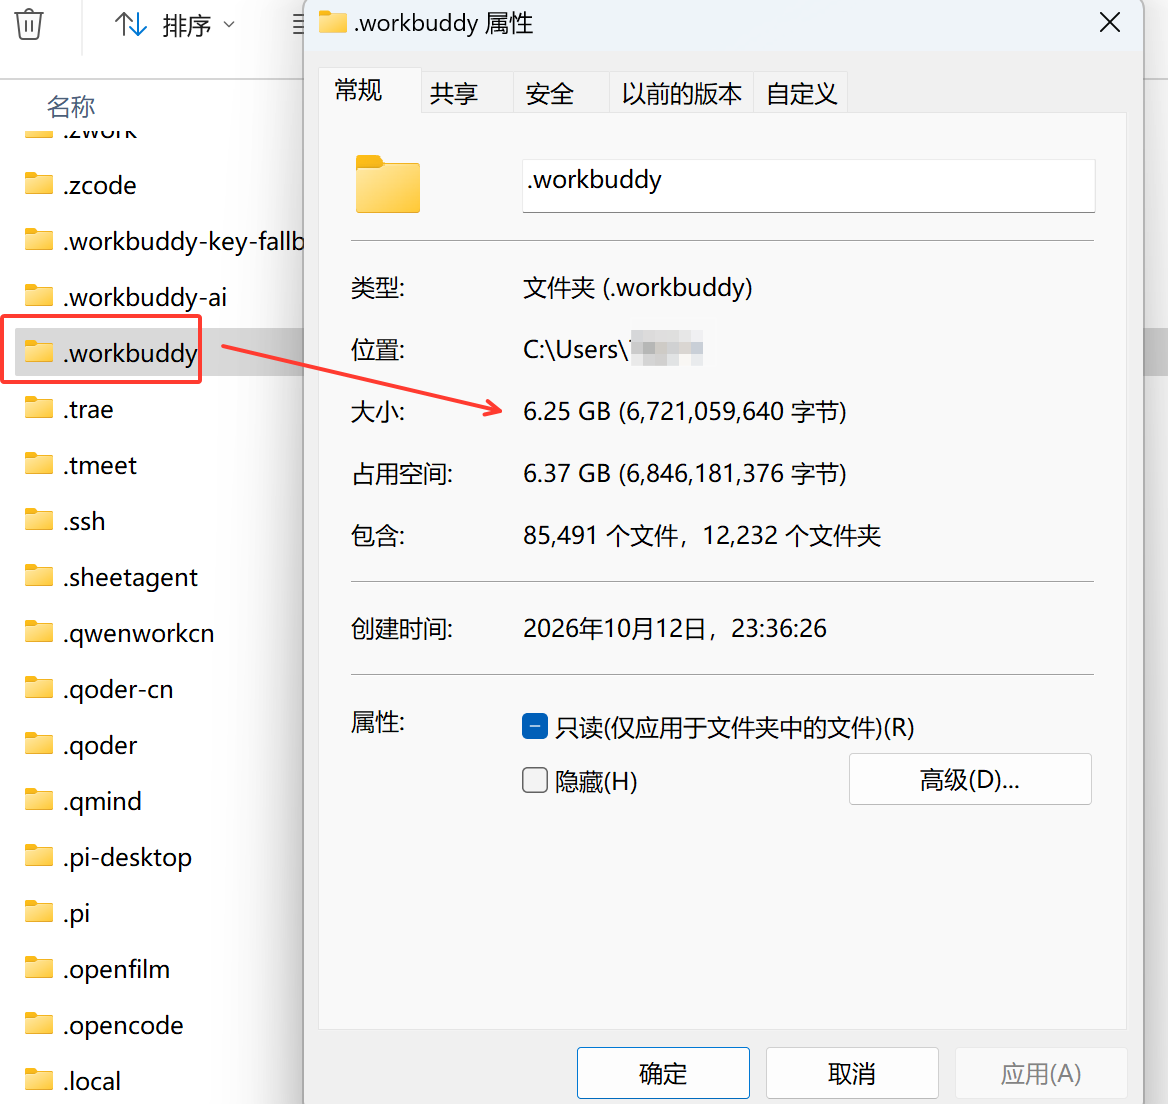 排序
名称
.zwork
.zcode
.workbuddy-key-fallb
.workbuddy-ai
.workbuddy
.trae
.tmeet
.ssh
.sheetagent
.qwenworkcn
.qoder-cn
.qoder
.qmind
.pi-desktop
.pi
.openfilm
.opencode
.local
.workbuddy 属性
常规 共享 安全 以前的版本 自定义
.workbuddy
类型: 文件夹 (.workbuddy)
位置: C:\Users\
大小: 6.25 GB (6,721,059,640 字节)
占用空间: 6.37 GB (6,846,181,376 字节)
包含: 85,491 个文件，12,232 个文件夹
创建时间: 2026年10月12日，23:36:26
属性: 只读(仅应用于文件夹中的文件)(R)
隐藏(H) 高级(D)...
确定 取消 应用(A)